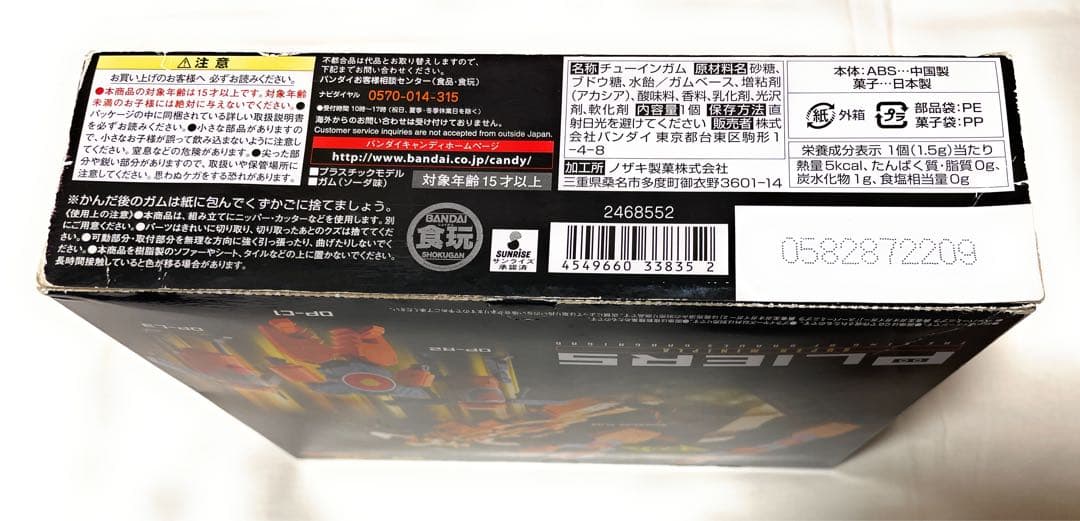 ⚠注意
お買い上げのお客様へ 必ずお読みください。
●本商品の対象年齢は15才以上です。対象年齢
未満のお子様には絶対に与えないでください。●
パッケージの中に同梱されている詳しい取扱説明書
を必ずお読みください。●小さな部品がありますの
で、小さなお子様が誤って飲み込まないように注意し
てください。窒息などの危険があります。●尖った部
分や鋭い部分がありますので、取扱いや保管場所に
注意してください。思わぬケガをする恐れがあります。
不都合品は代品とお取り替えしますので、
下記までお問い合わせください。
バンダイお客様相談センター(食品・食玩)
ナビダイヤル 0570-014-315
●受付時間 10時〜17時(祝日、夏季・冬季休業日を除く)
海外からのお問い合わせは受け付けておりません。
Customer service inquiries are not accepted from outside Japan.
バンダイキャンディホームページ
http://www.bandai.co.jp/candy/
■プラスチックモデル
■ガム(ソーダ味)
対象年齢15才以上
名称チューインガム 原材料名砂糖、
ブドウ糖、水飴/ガムベース、増粘剤
(アカシア)、酸味料、香料、乳化剤、光沢
剤、軟化剤 内容量1個 保存方法直
射日光を避けてください 販売者株式
会社バンダイ 東京都台東区駒形1
-4-8
加工所 ノザキ製菓株式会社
三重県桑名市多度町御衣野3601-14
本体:ABS…中国製
菓子…日本製
紙 外箱
プラ 部品袋:PE
菓子袋:PP
栄養成分表示 1個(1.5g)当たり
熱量5kcal、たんぱく質・脂質0g、
炭水化物1g、食塩相当量0g
※かんだ後のガムは紙に包んでくずかごに捨てましょう。
《使用上の注意》●本商品は、組み立てにニッパー・カッターなどを使用します。別
にご用意ください。●パーツはきれいに切り取り、切り取ったあとのクズは捨ててく
ださい。●可動部分・取付部分を無理な方向に強く引っ張ったり、曲げたりしないでく
ださい。●本商品を樹脂製のソファーやシート、タイルなどの上に置かないでください。
長時間接触していると色が移る場合があります。
BANDAI
食玩
SHOKUGAN
SUNRISE
サンライズ
承認済
2468552
4549660 33835 2
0582872209
OP-C1
OP-L3
OP-R2
PLIERS